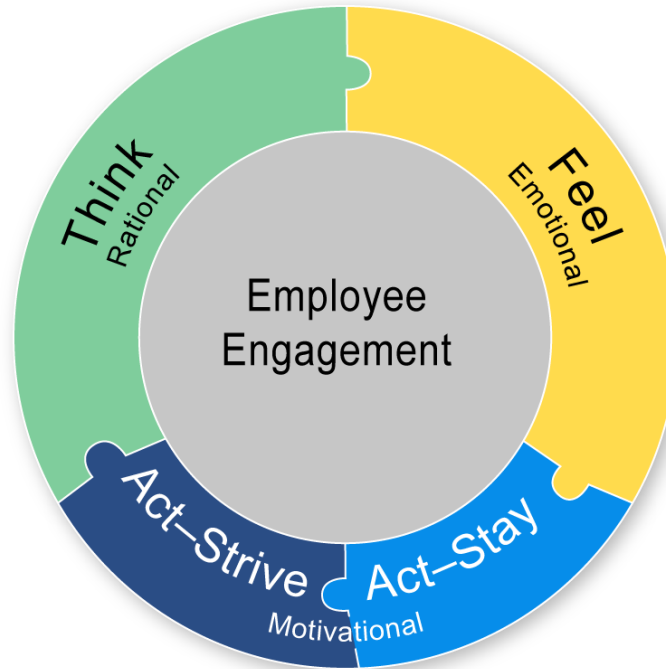 Think
Rational
Feel
Emotional
Employee
Engagement
Act–Strive
Act–Stay
Motivational